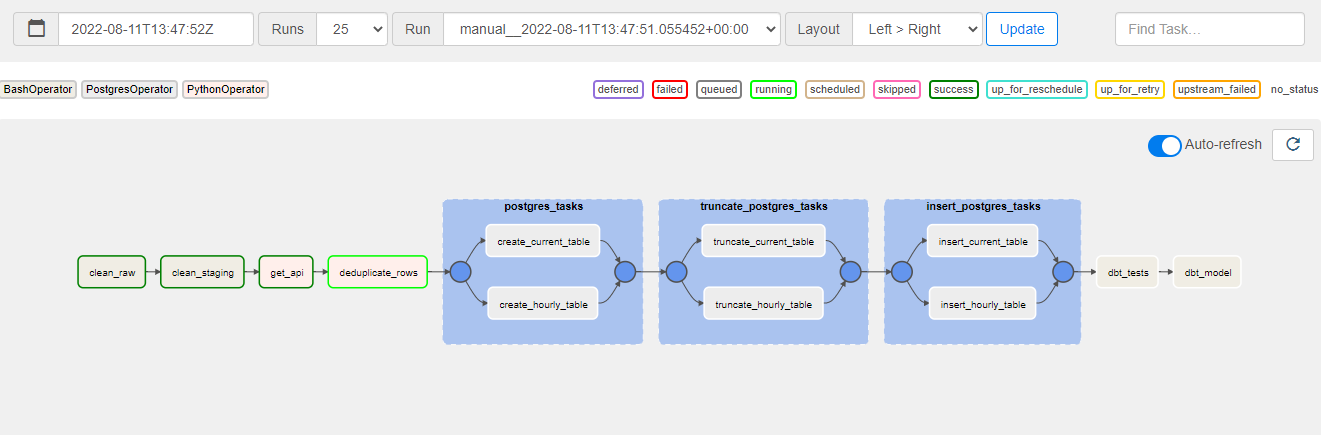 2022-08-11T13:47:52Z Runs 25 Run manual__2022-08-11T13:47:51.055452+00:00 Layout Left > Right Update Find Task...
BashOperator PostgresOperator PythonOperator deferred failed queued running scheduled skipped success up_for_reschedule up_for_retry upstream_failed no_status
Auto-refresh
postgres_tasks truncate_postgres_tasks insert_postgres_tasks
create_current_table truncate_current_table insert_current_table
clean_raw clean_staging get_api deduplicate_rows dbt_tests dbt_model
create_hourly_table truncate_hourly_table insert_hourly_table